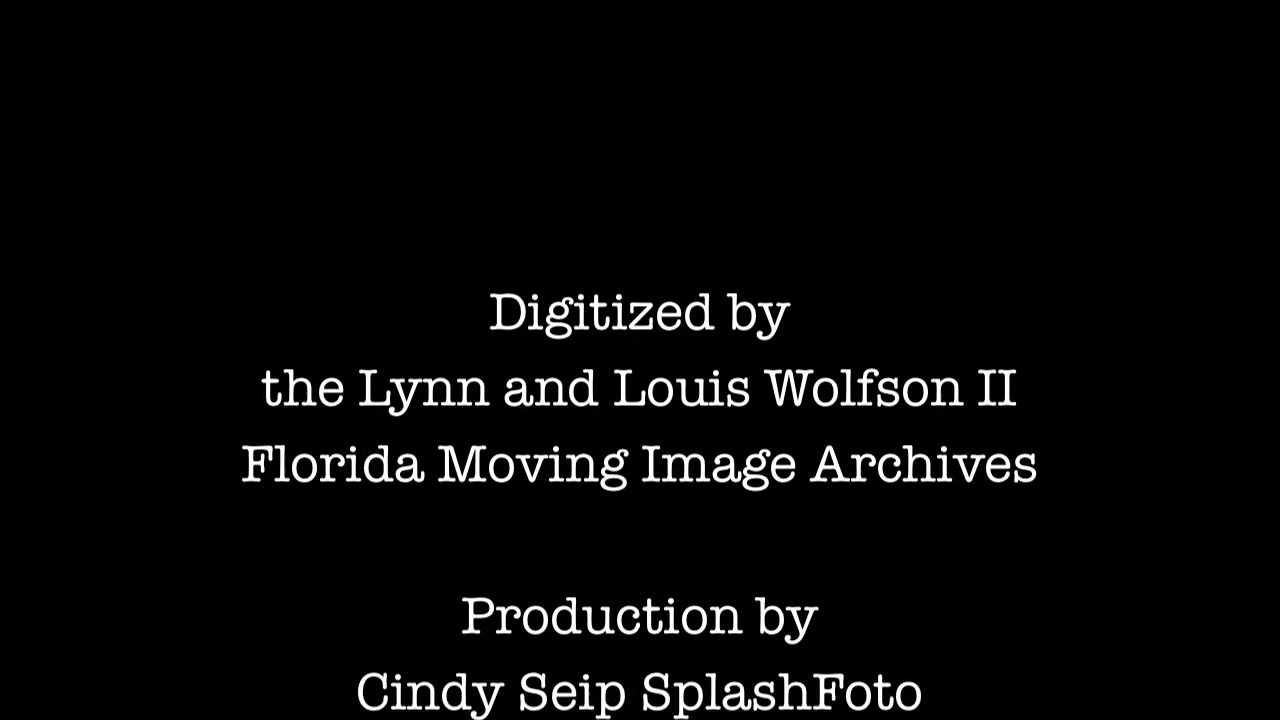 Digitized by
the Lynn and Louis Wolfson II
Florida Moving Image Archives
Production by
Cindy Seip SplashFoto